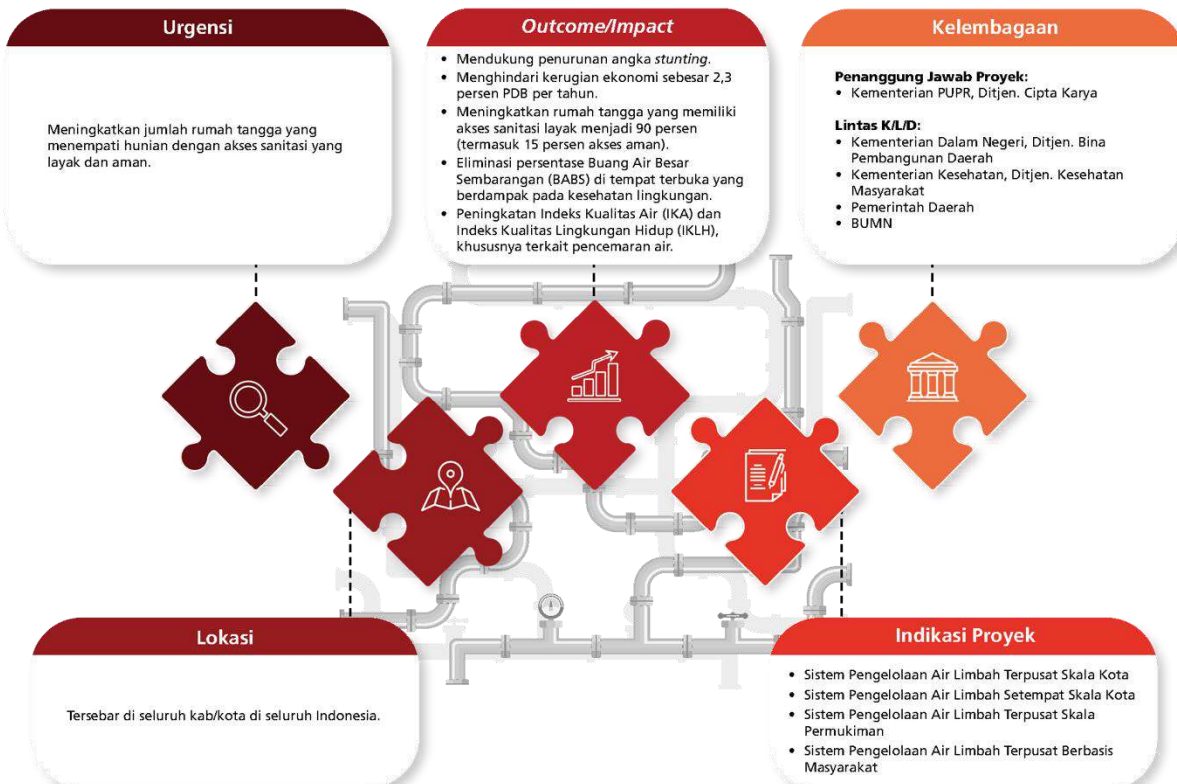 Urgensi
Meningkatkan jumlah rumah tangga yang
menempati hunian dengan akses sanitasi yang
layak dan aman.
Outcome/Impact
• Mendukung penurunan angka stunting.
• Menghindari kerugian ekonomi sebesar 2,3
persen PDB per tahun.
• Meningkatkan rumah tangga yang memiliki
akses sanitasi layak menjadi 90 persen
(termasuk 15 persen akses aman).
• Eliminasi persentase Buang Air Besar
Sembarangan (BABS) di tempat terbuka yang
berdampak pada kesehatan lingkungan.
• Peningkatan Indeks Kualitas Air (IKA) dan
Indeks Kualitas Lingkungan Hidup (IKLH),
khususnya terkait pencemaran air.
Kelembagaan
Penanggung Jawab Proyek:
• Kementerian PUPR, Ditjen. Cipta Karya
Lintas K/L/D:
• Kementerian Dalam Negeri, Ditjen. Bina
Pembangunan Daerah
• Kementerian Kesehatan, Ditjen. Kesehatan
Masyarakat
• Pemerintah Daerah
• BUMN
Lokasi
Tersebar di seluruh kab/kota di seluruh Indonesia.
Indikasi Proyek
• Sistem Pengelolaan Air Limbah Terpusat Skala Kota
• Sistem Pengelolaan Air Limbah Setempat Skala Kota
• Sistem Pengelolaan Air Limbah Terpusat Skala
Permukiman
• Sistem Pengelolaan Air Limbah Terpusat Berbasis
Masyarakat